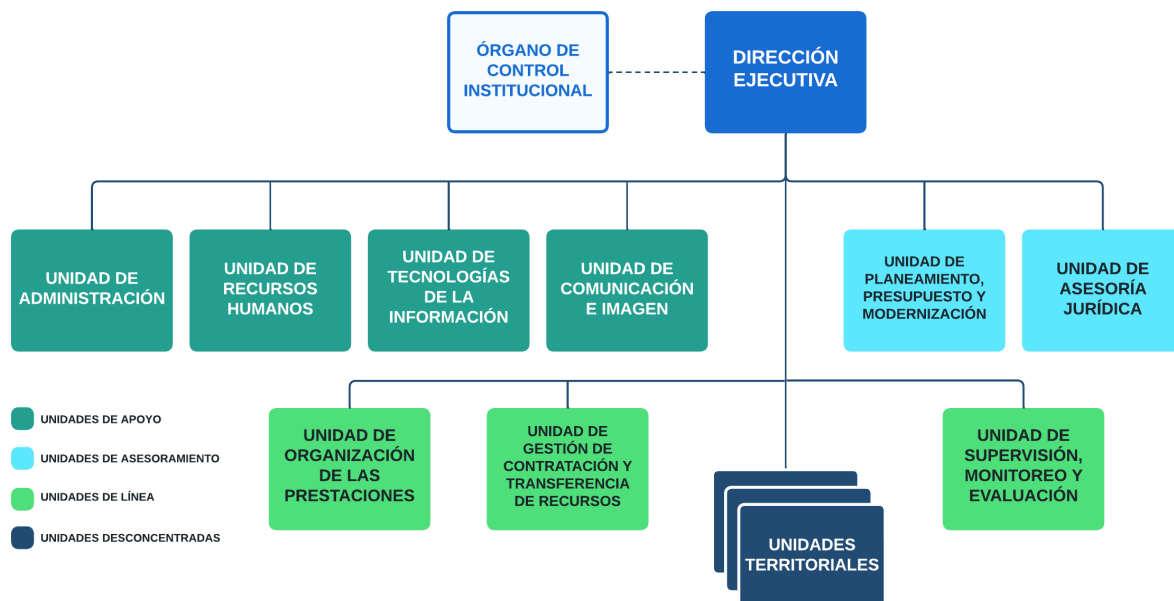 ÓRGANO DE
CONTROL
INSTITUCIONAL
DIRECCIÓN
EJECUTIVA
UNIDAD DE
ADMINISTRACIÓN
UNIDAD DE
RECURSOS
HUMANOS
UNIDAD DE
TECNOLOGÍAS
DE LA
INFORMACIÓN
UNIDAD DE
COMUNICACIÓN
E IMAGEN
UNIDAD DE
PLANEAMIENTO,
PRESUPUESTO Y
MODERNIZACIÓN
UNIDAD DE
ASESORÍA
JURÍDICA
UNIDADES DE APOYO
UNIDADES DE ASESORAMIENTO
UNIDADES DE LÍNEA
UNIDADES DESCONCENTRADAS
UNIDAD DE
ORGANIZACIÓN
DE LAS
PRESTACIONES
UNIDAD DE
GESTIÓN DE
CONTRATACIÓN Y
TRANSFERENCIA
DE RECURSOS
UNIDADES
TERRITORIALES
UNIDAD DE
SUPERVISIÓN,
MONITOREO Y
EVALUACIÓN